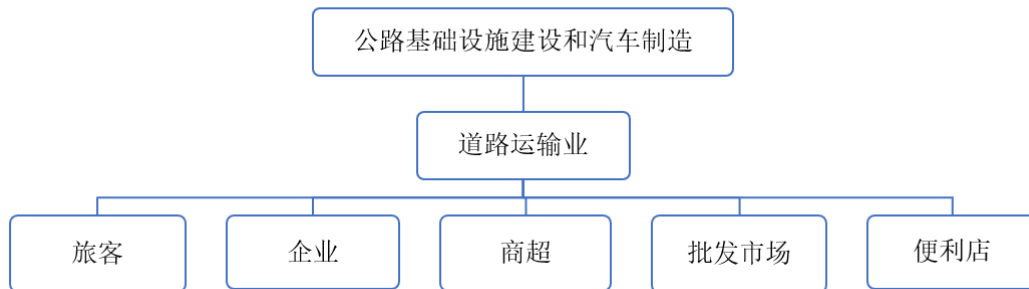 公路基础设施建设和汽车制造
道路运输业
旅客
企业
商超
批发市场
便利店